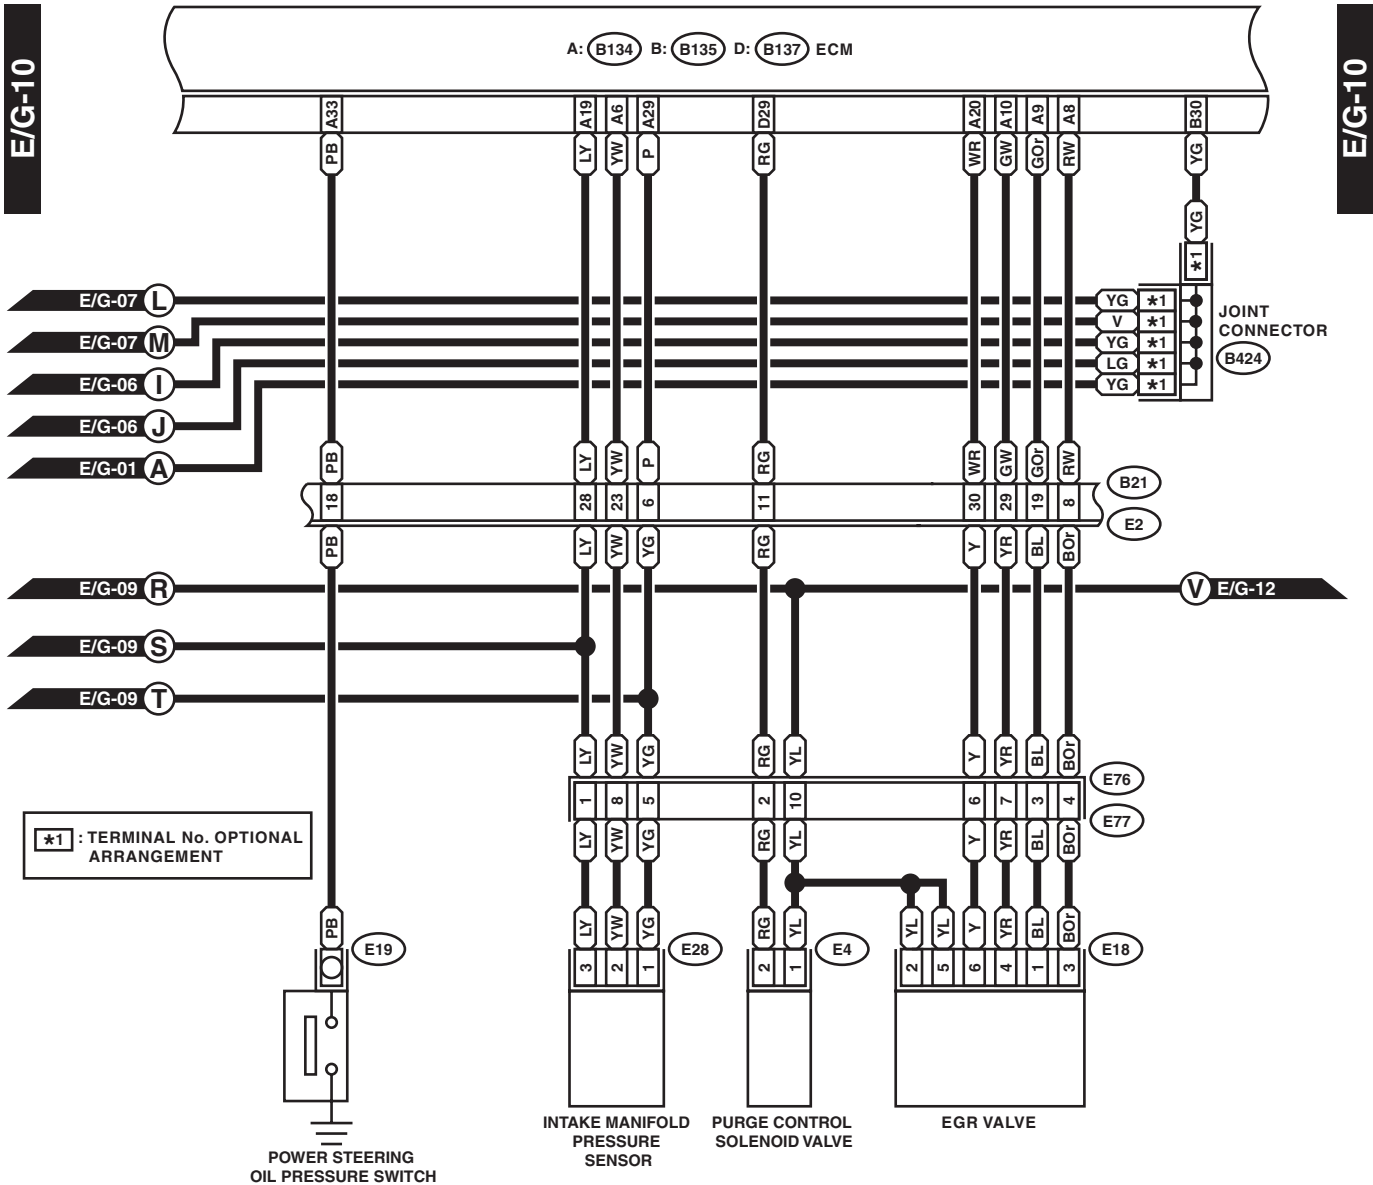 E/G-10
E/G-10
A: B134 B: B135 D: B137 ECM
A33 A19 A6 A29 D29 A20 A10 A9 A8 B30
PB LY YW P RG WR GW GOr RW YG
YG
*1
E/G-07 L YG *1
JOINT
CONNECTOR
B424
V *1
E/G-07 M YG *1
LG *1
E/G-06 I YG *1
E/G-06 J
E/G-01 A
PB LY YW P RG WR GW GOr RW
B21
18 28 23 6 11 30 29 19 8
E2
PB LY YW YG RG Y YR BL BOr
E/G-09 R V E/G-12
E/G-09 S
E/G-09 T
LY YW YG RG YL Y YR BL BOr
E76
1 8 5 2 10 6 7 3 4
E77
*1 : TERMINAL No. OPTIONAL
ARRANGEMENT
LY YW YG RG YL Y YR BL BOr
PB LY YW YG RG YL YL YL Y YR BL BOr
E19 E28 E4 E18
3 2 1 2 1 2 5 6 4 1 3
INTAKE MANIFOLD
PRESSURE
SENSOR
PURGE CONTROL
SOLENOID VALVE
EGR VALVE
POWER STEERING
OIL PRESSURE SWITCH